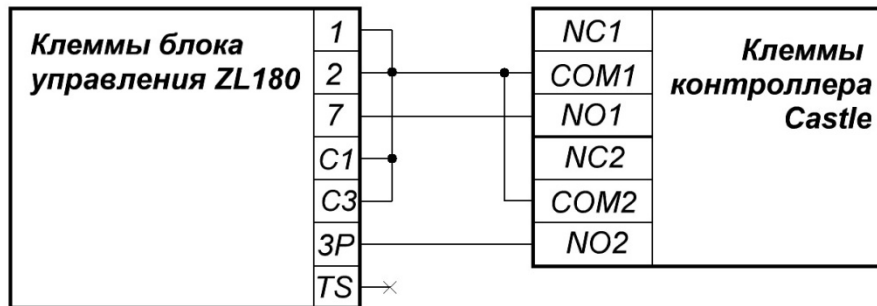 Клеммы блока
управления ZL180
1
2
7
C1
C3
3P
TS
NC1
COM1
NO1
NC2
COM2
NO2
Клеммы
контроллера
Castle